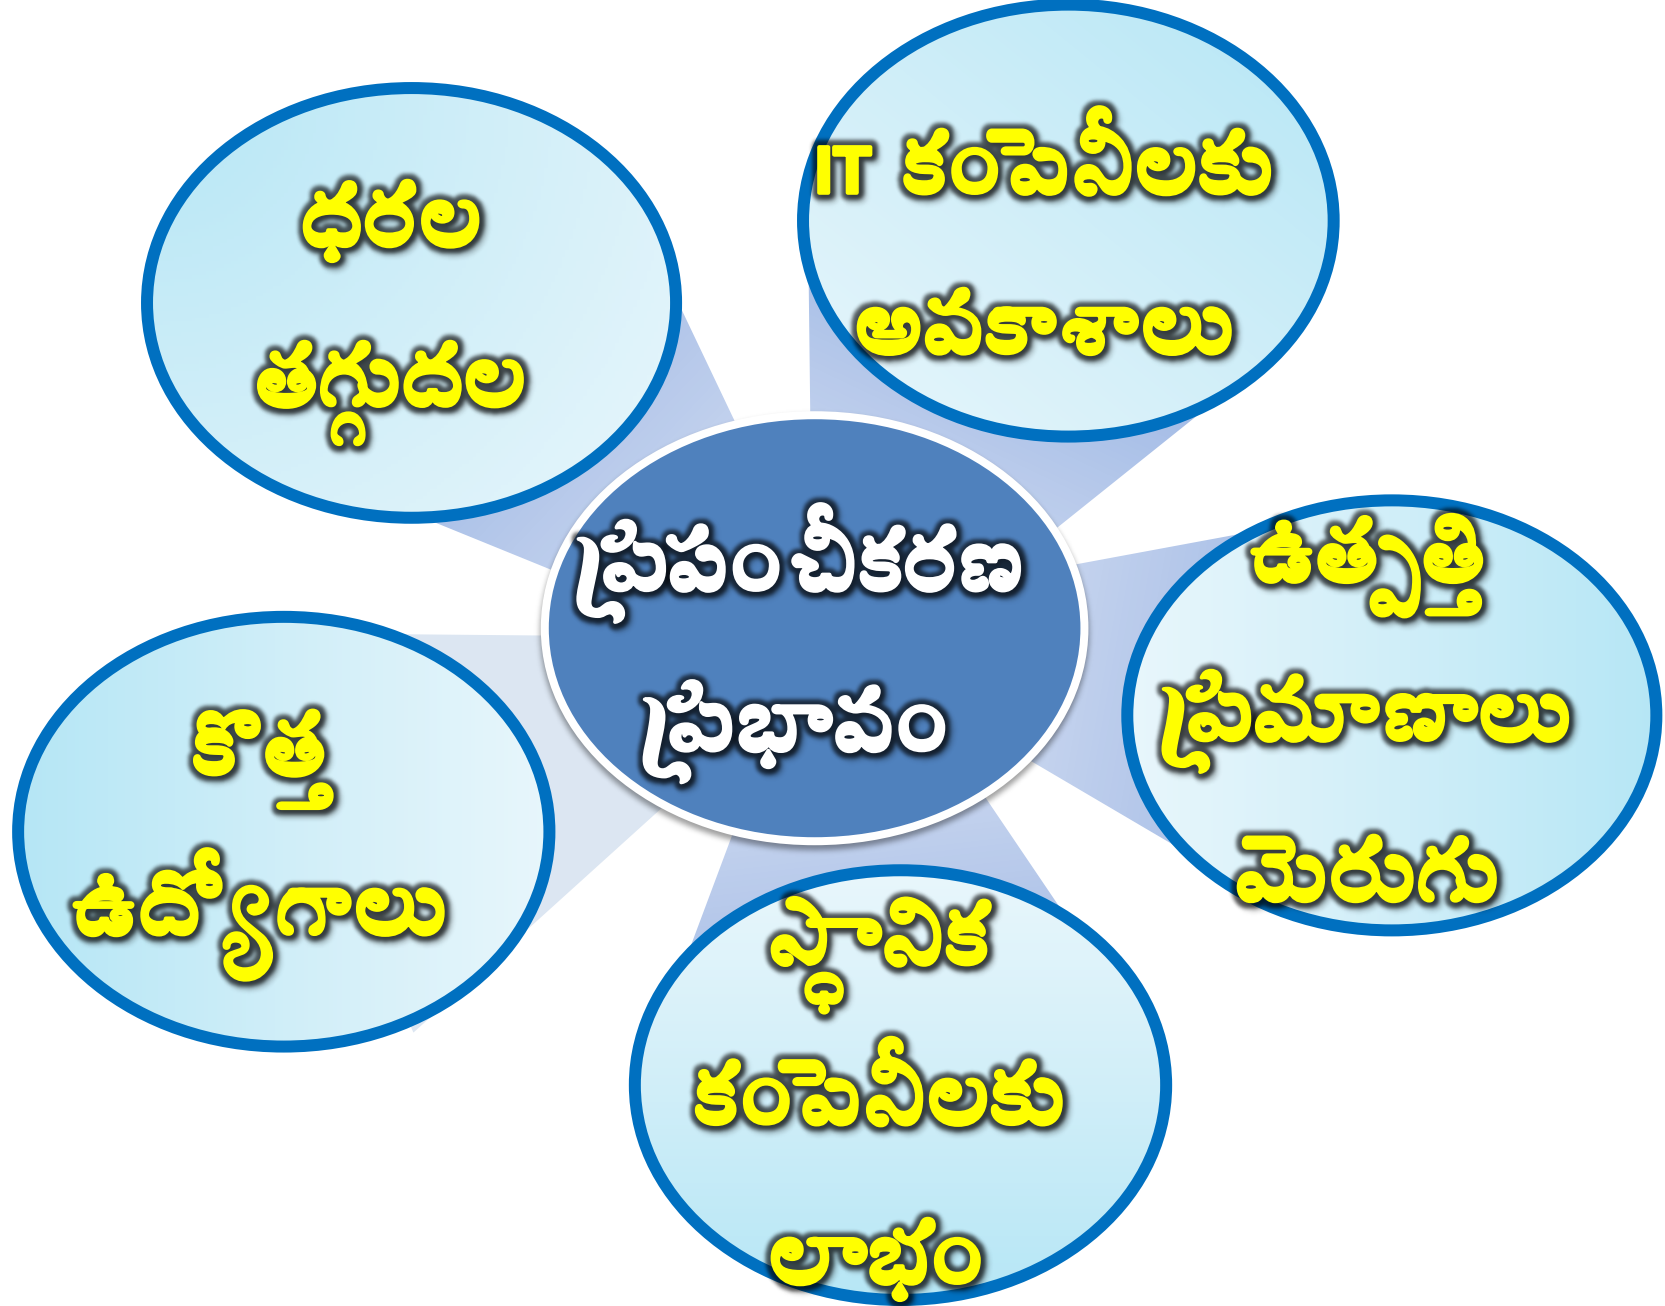 ధరల
తగ్గుదల
IT కంపెనీలకు
అవకాశాలు
ప్రపంచీకరణ
ప్రభావం
ఉత్పత్తి
ప్రమాణాలు
మెరుగు
కొత్త
ఉద్యోగాలు
స్థానిక
కంపెనీలకు
లాభం